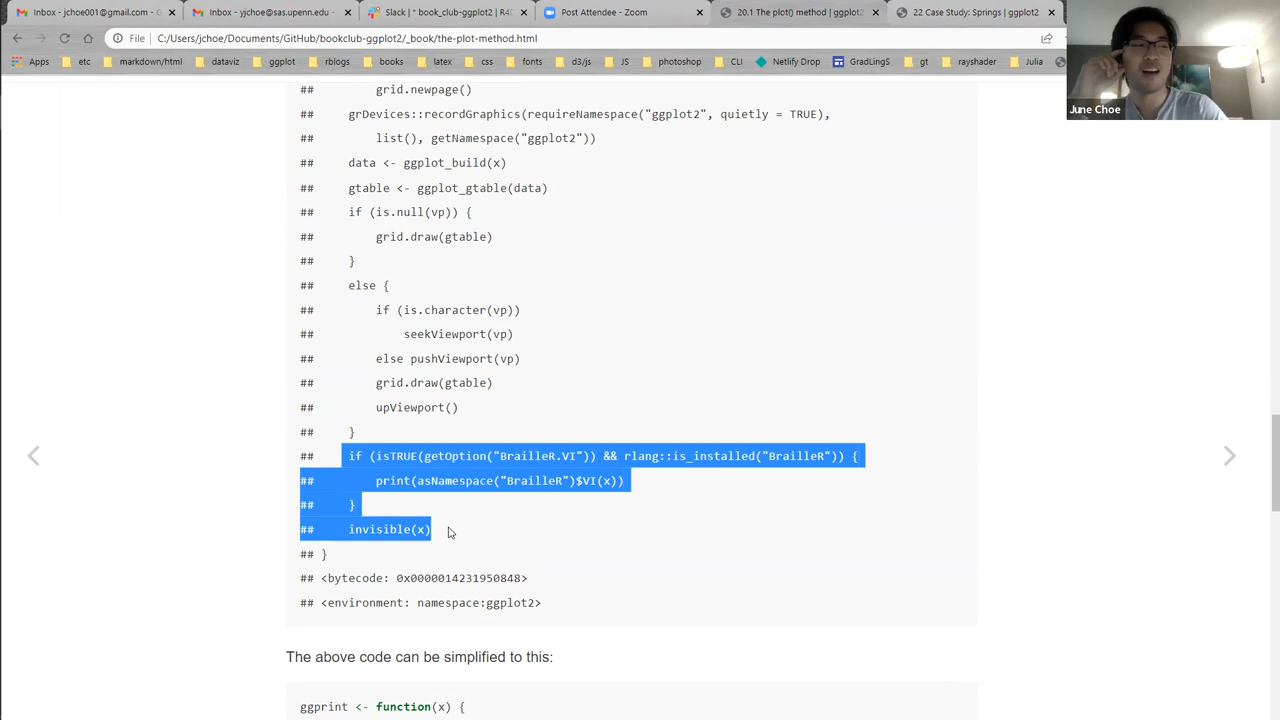 Inbox - jchoe001@gmail.com - G
Inbox - yjchoe@sas.upenn.edu -
Slack | * book_club-ggplot2 | R4D
Post Attendee - Zoom
20.1 The plot() method | ggplot2
22 Case Study: Springs | ggplot2
File | C:/Users/jchoe/Documents/GitHub/bookclub-ggplot2/_book/the-plot-method.html
Apps etc markdown/html dataviz ggplot rblogs books latex css fonts d3/js JS photoshop CLI Netlify Drop GradLingS gt rayshader Julia
June Choe
## grid.newpage()
## grDevices::recordGraphics(requireNamespace("ggplot2", quietly = TRUE),
## list(), getNamespace("ggplot2"))
## data <- ggplot_build(x)
## gtable <- ggplot_gtable(data)
## if (is.null(vp)) {
## grid.draw(gtable)
## }
## else {
## if (is.character(vp))
## seekViewport(vp)
## else pushViewport(vp)
## grid.draw(gtable)
## upViewport()
## }
## if (isTRUE(getOption("BrailleR.VI")) && rlang::is_installed("BrailleR")) {
## print(asNamespace("BrailleR")$VI(x))
## }
## invisible(x)
## }
## <bytecode: 0x0000014231950848>
## <environment: namespace:ggplot2>
The above code can be simplified to this:
ggprint <- function(x) {